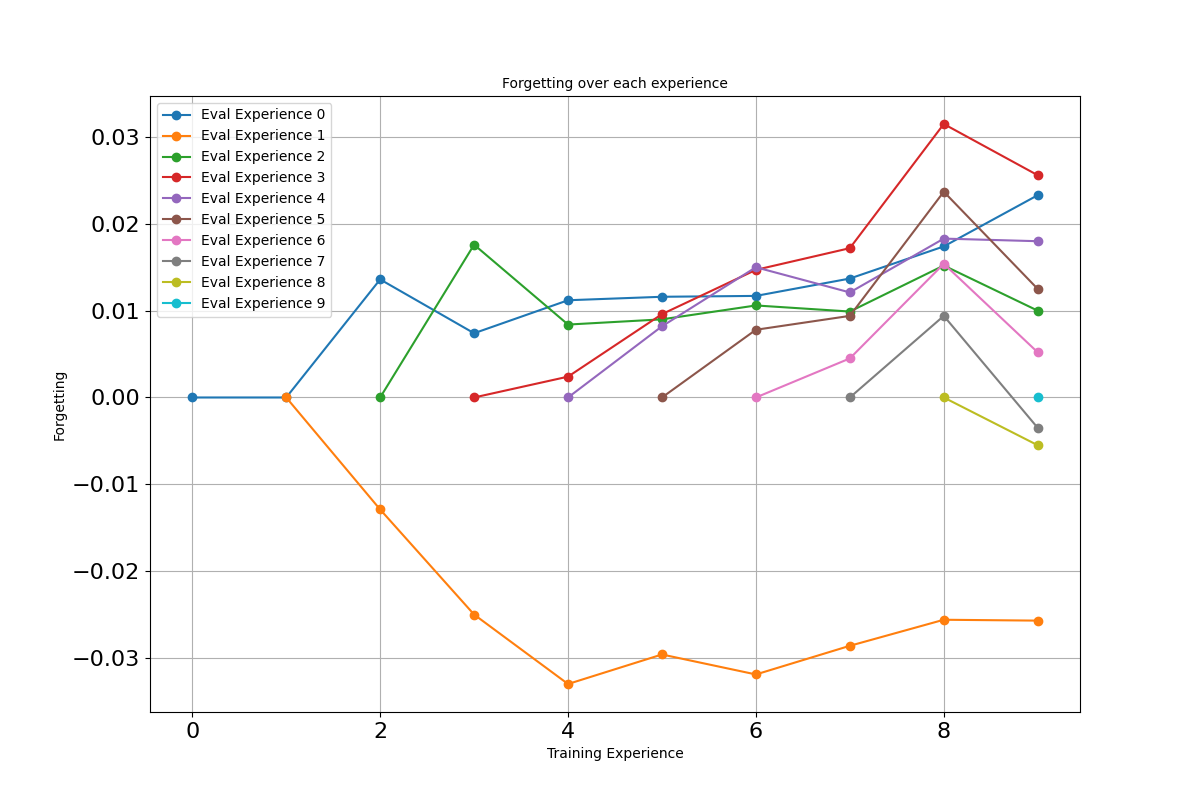 Forgetting over each experience
Eval Experience 0
Eval Experience 1
Eval Experience 2
Eval Experience 3
Eval Experience 4
Eval Experience 5
Eval Experience 6
Eval Experience 7
Eval Experience 8
Eval Experience 9
0.03
0.02
0.01
0.00
−0.01
−0.02
−0.03
Forgetting
0 2 4 6 8
Training Experience